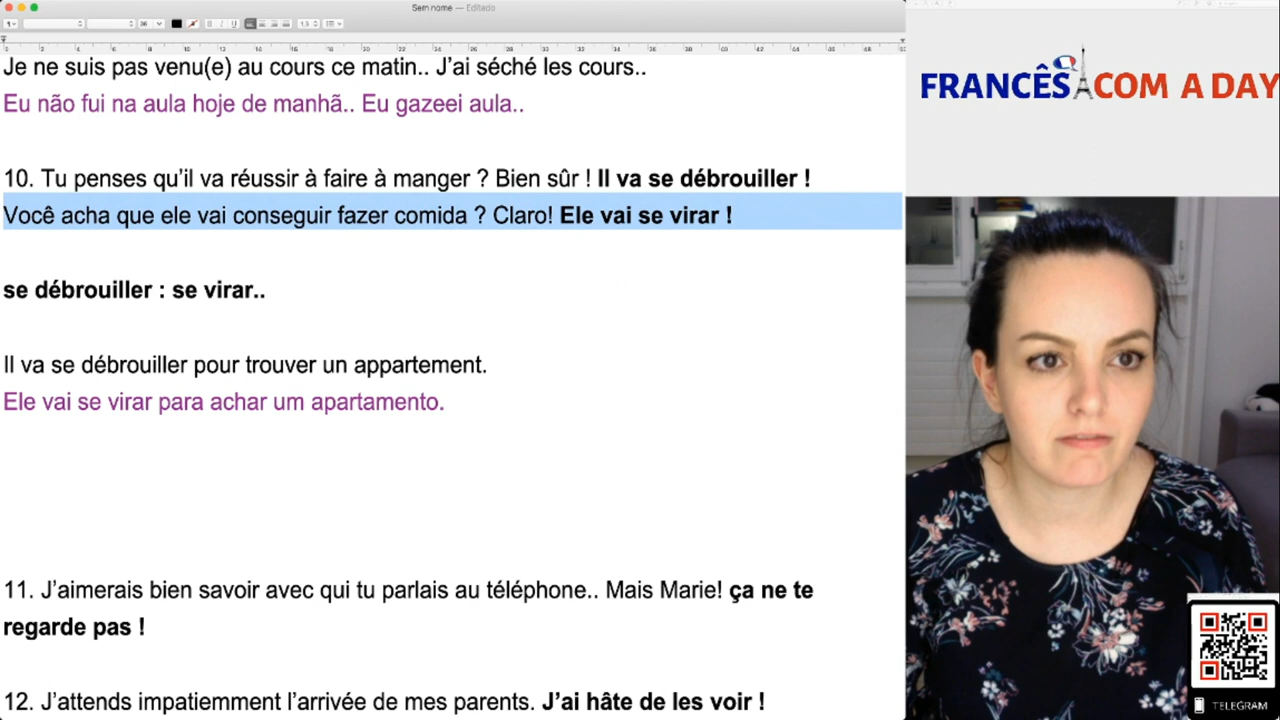 Sem nome — Editado
Je ne suis pas venu(e) au cours ce matin.. J'ai séché les cours..
Eu não fui na aula hoje de manhã.. Eu gazeei aula..
10. Tu penses qu'il va réussir à faire à manger ? Bien sûr ! Il va se débrouiller !
Você acha que ele vai conseguir fazer comida ? Claro! Ele vai se virar !
se débrouiller : se virar..
Il va se débrouiller pour trouver un appartement.
Ele vai se virar para achar um apartamento.
11. J'aimerais bien savoir avec qui tu parlais au téléphone.. Mais Marie! ça ne te
regarde pas !
12. J'attends impatiemment l'arrivée de mes parents. J'ai hâte de les voir !
FRANCÊS COM A DAY
TELEGRAM